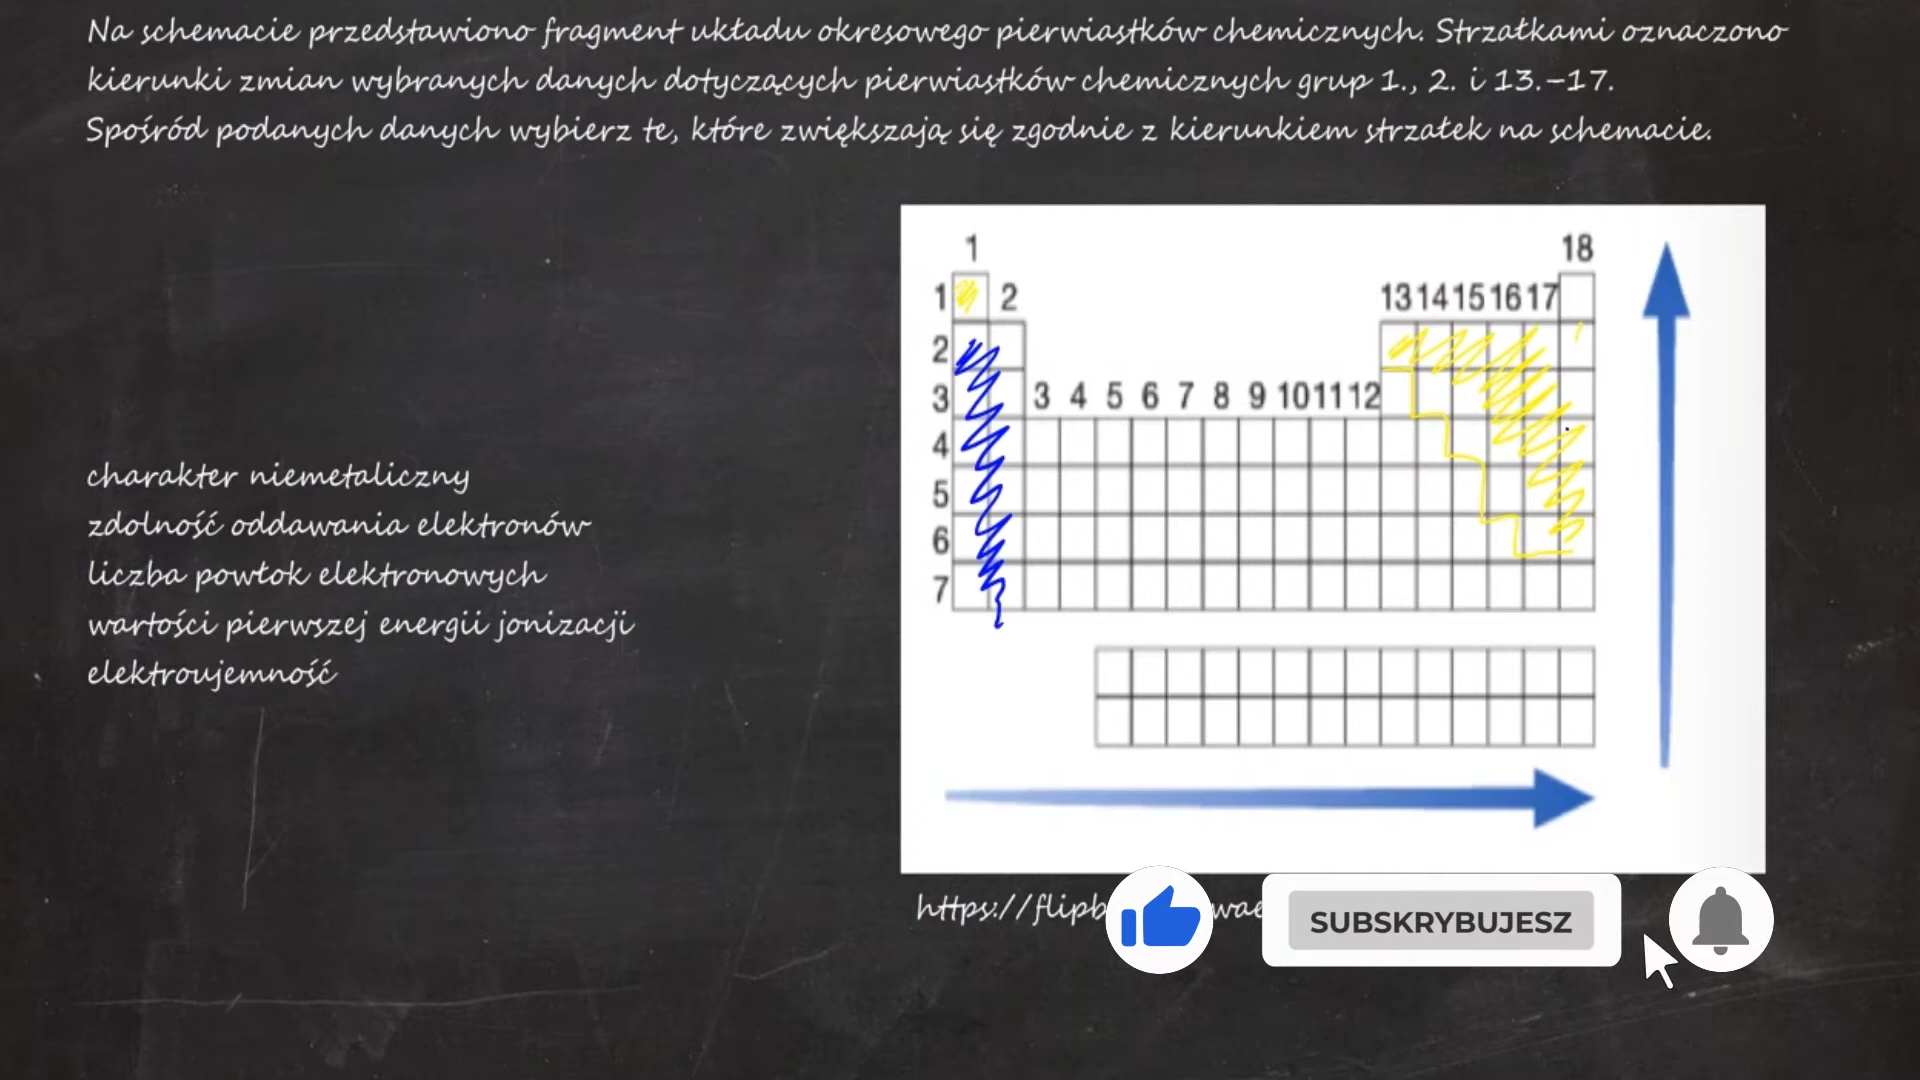 Na schemacie przedstawiono fragment układu okresowego pierwiastków chemicznych. Strzałkami oznaczono
kierunki zmian wybranych danych dotyczących pierwiastków chemicznych grup 1., 2. i 13.–17.
Spośród podanych danych wybierz te, które zwiększają się zgodnie z kierunkiem strzałek na schemacie.
1 18
1 2 13 14 15 16 17
2
3 3 4 5 6 7 8 9 10 11 12
4
5
6
7
charakter niemetaliczny
zdolność oddawania elektronów
liczba powłok elektronowych
wartości pierwszej energii jonizacji
elektroujemność
https://flipb
SUBSKRYBUJESZ